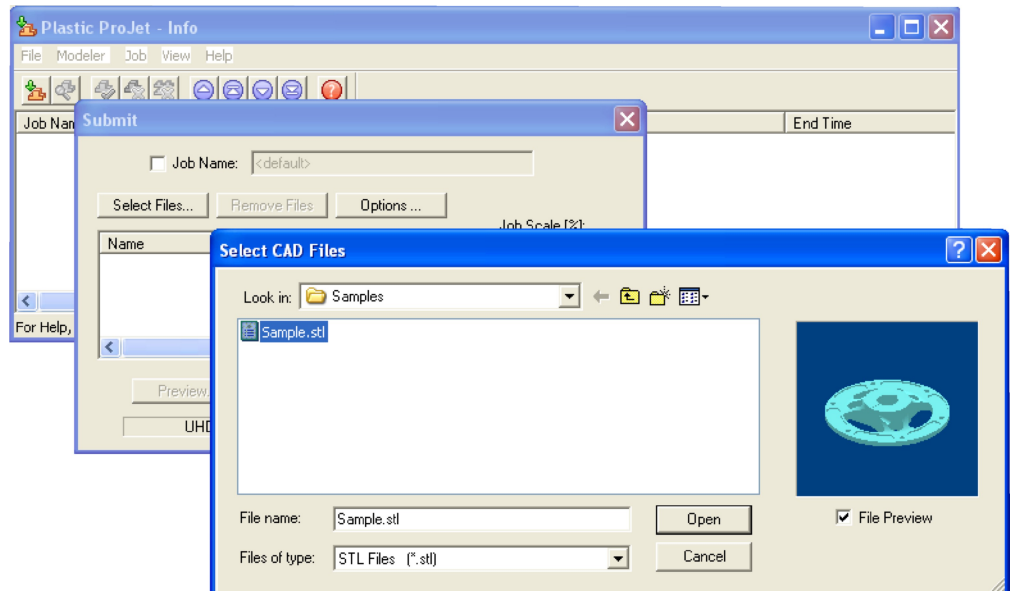 Plastic ProJet - Info
File Modeler Job View Help
Job Nan
End Time
Submit
Job Name: <default>
Select Files... Remove Files Options ...
Job Scale [%]:
Name
Select CAD Files
Look in: Samples
Sample.stl
For Help,
Preview.
UHD
File name: Sample.stl Open File Preview
Files of type: STL Files (*.stl) Cancel